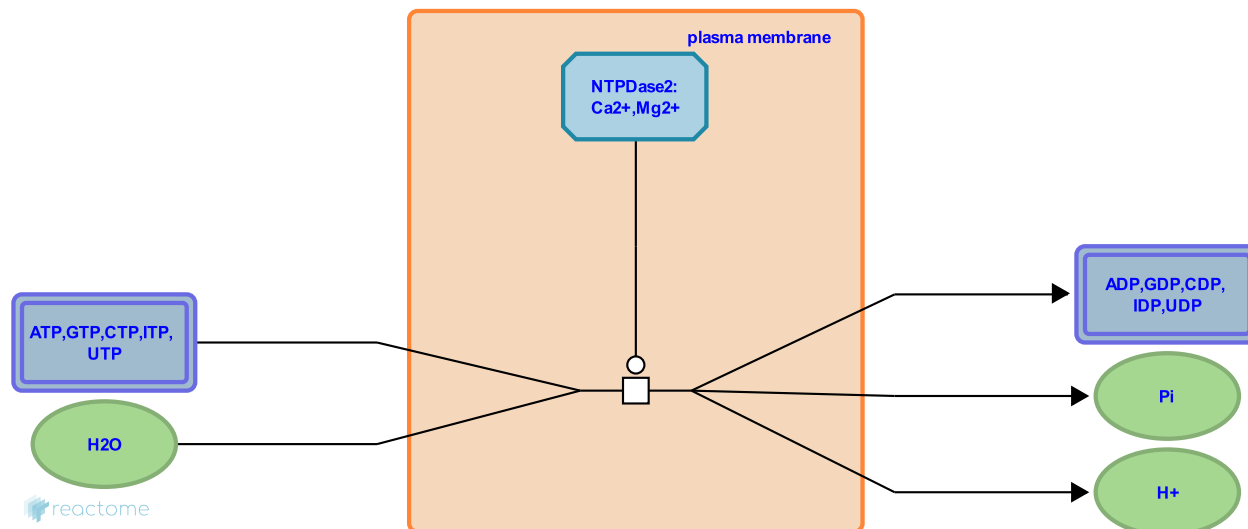 plasma membrane
NTPDase2:
Ca2+,Mg2+
ATP,GTP,CTP,ITP,
UTP
H2O
ADP,GDP,CDP,
IDP,UDP
Pi
H+
reactome